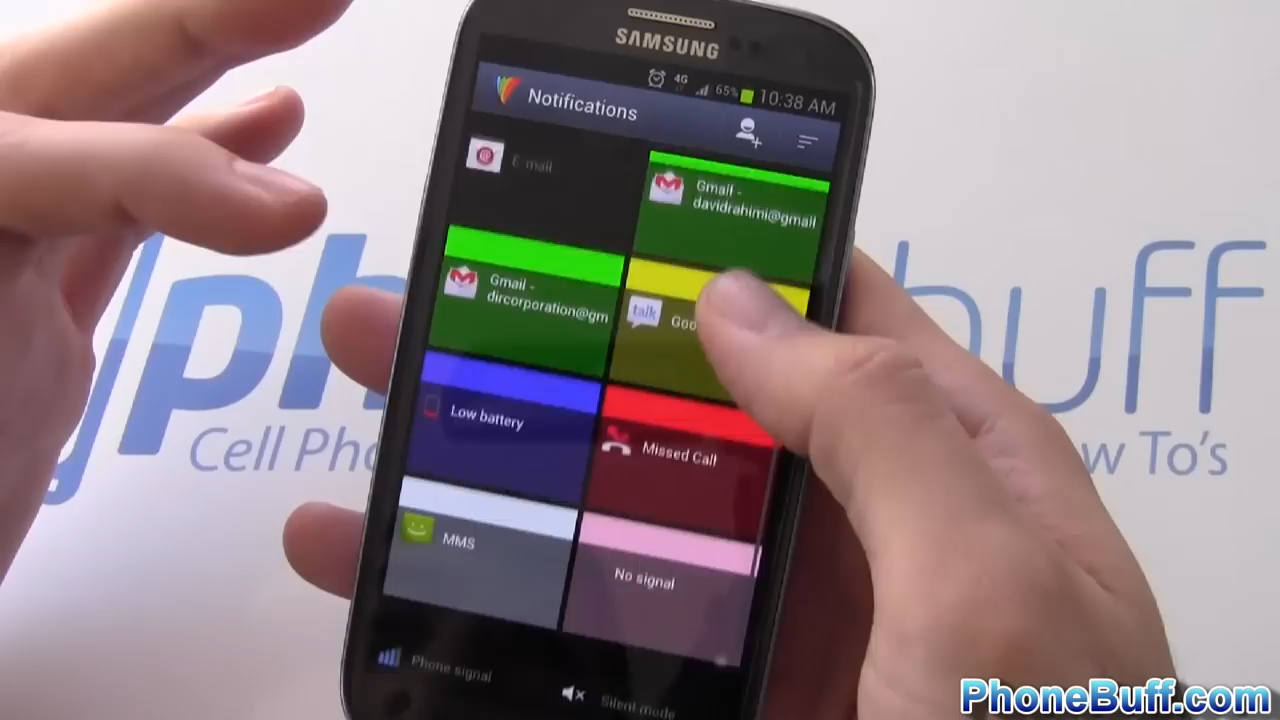 SAMSUNG
4G 65% 10:38 AM
Notifications
E-mail
Gmail -
davidrahimi@gmail
Gmail -
dircorporation@gm
talk
Low battery
Missed Call
MMS
No signal
Phone signal
Silent mode
ph
buff
Cell
w To's
PhoneBuff.com